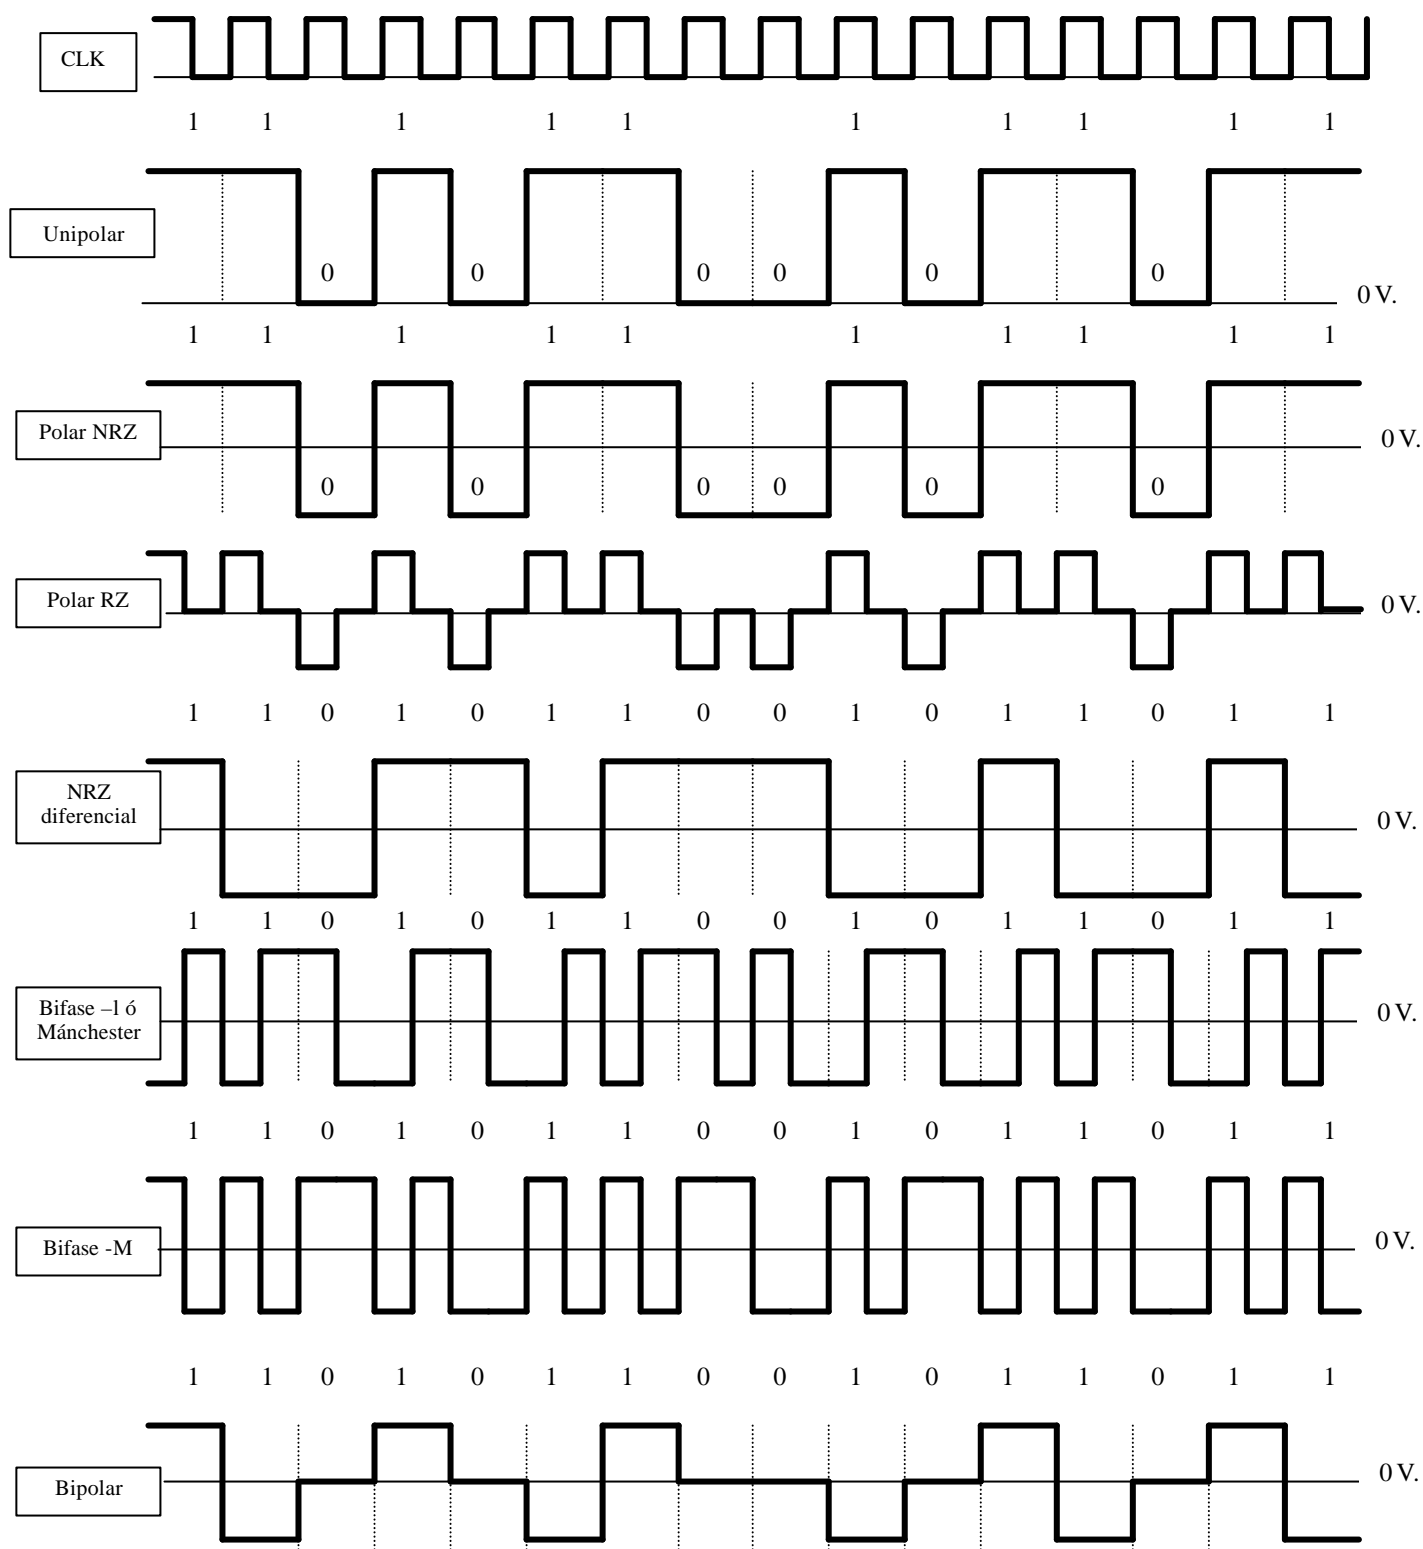 CLK
1 1 1 1 1 1 1 1 1 1
Unipolar
0 0 0 0 0 0
0 V.
1 1 1 1 1 1 1 1 1 1
Polar NRZ
0 V.
0 0 0 0 0 0
Polar RZ
0 V.
1 1 0 1 0 1 1 0 0 1 0 1 1 0 1 1
NRZ
diferencial
0 V.
1 1 0 1 0 1 1 0 0 1 0 1 1 0 1 1
Bifase –l ó
Mánchester
0 V.
1 1 0 1 0 1 1 0 0 1 0 1 1 0 1 1
Bifase -M
0 V.
1 1 0 1 0 1 1 0 0 1 0 1 1 0 1 1
Bipolar
0 V.